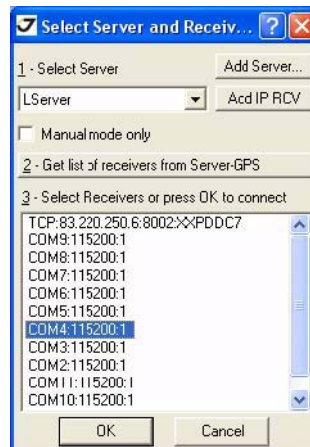 Select Server and Receiv...
1 - Select Server
Add Server...
LServer
Add IP RCV
Manual mode only
2 - Get list of receivers from Server-GPS
3 - Select Receivers or press OK to connect
TCP:83.220.250.6:8002:XXPDDC7
COM9:115200:1
COM8:115200:1
COM7:115200:1
COM6:115200:1
COM5:115200:1
COM4:115200:1
COM3:115200:1
COM2:115200:1
COM11:115200:1
COM10:115200:1
OK
Cancel